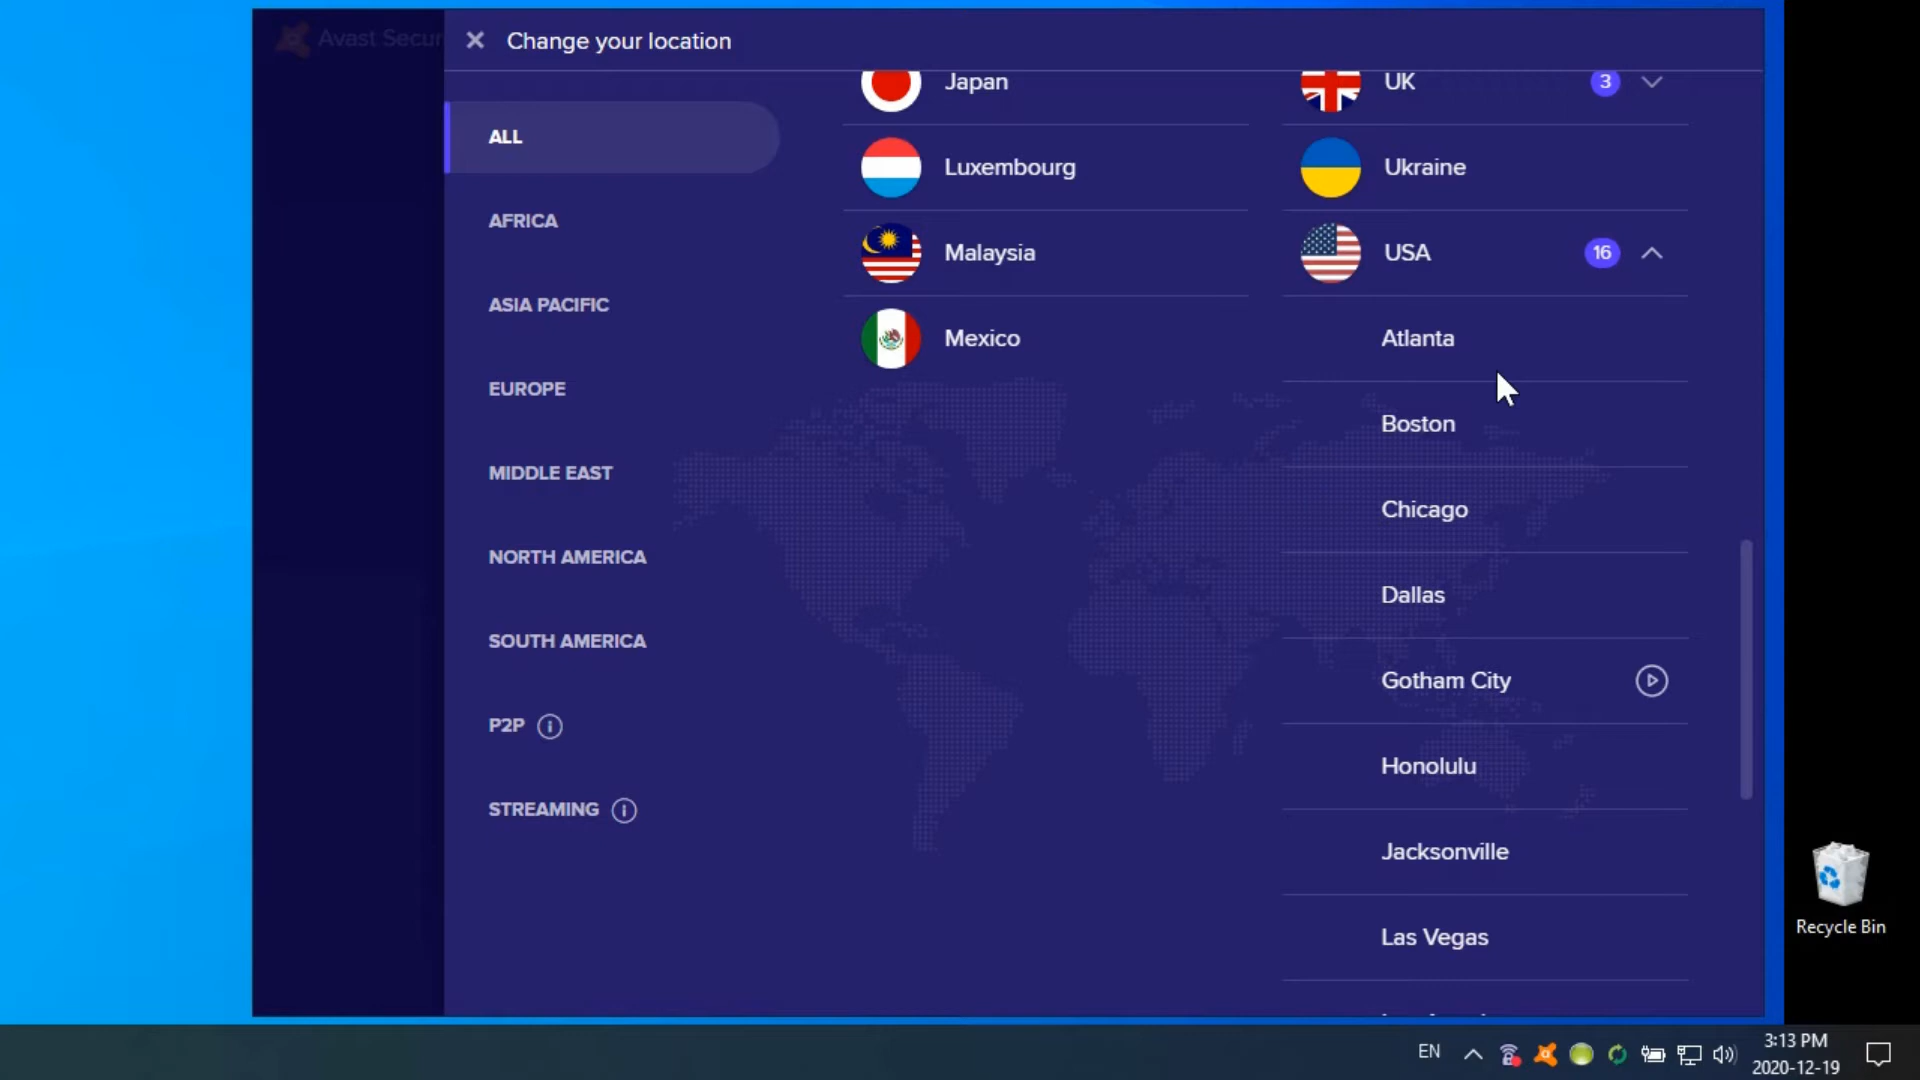 Avast Secur
Change your location
ALL
AFRICA
ASIA PACIFIC
EUROPE
MIDDLE EAST
NORTH AMERICA
SOUTH AMERICA
P2P
STREAMING
Japan
Luxembourg
Malaysia
Mexico
UK 3
Ukraine
USA 16
Atlanta
Boston
Chicago
Dallas
Gotham City
Honolulu
Jacksonville
Las Vegas
Recycle Bin
EN
3:13 PM
2020-12-19